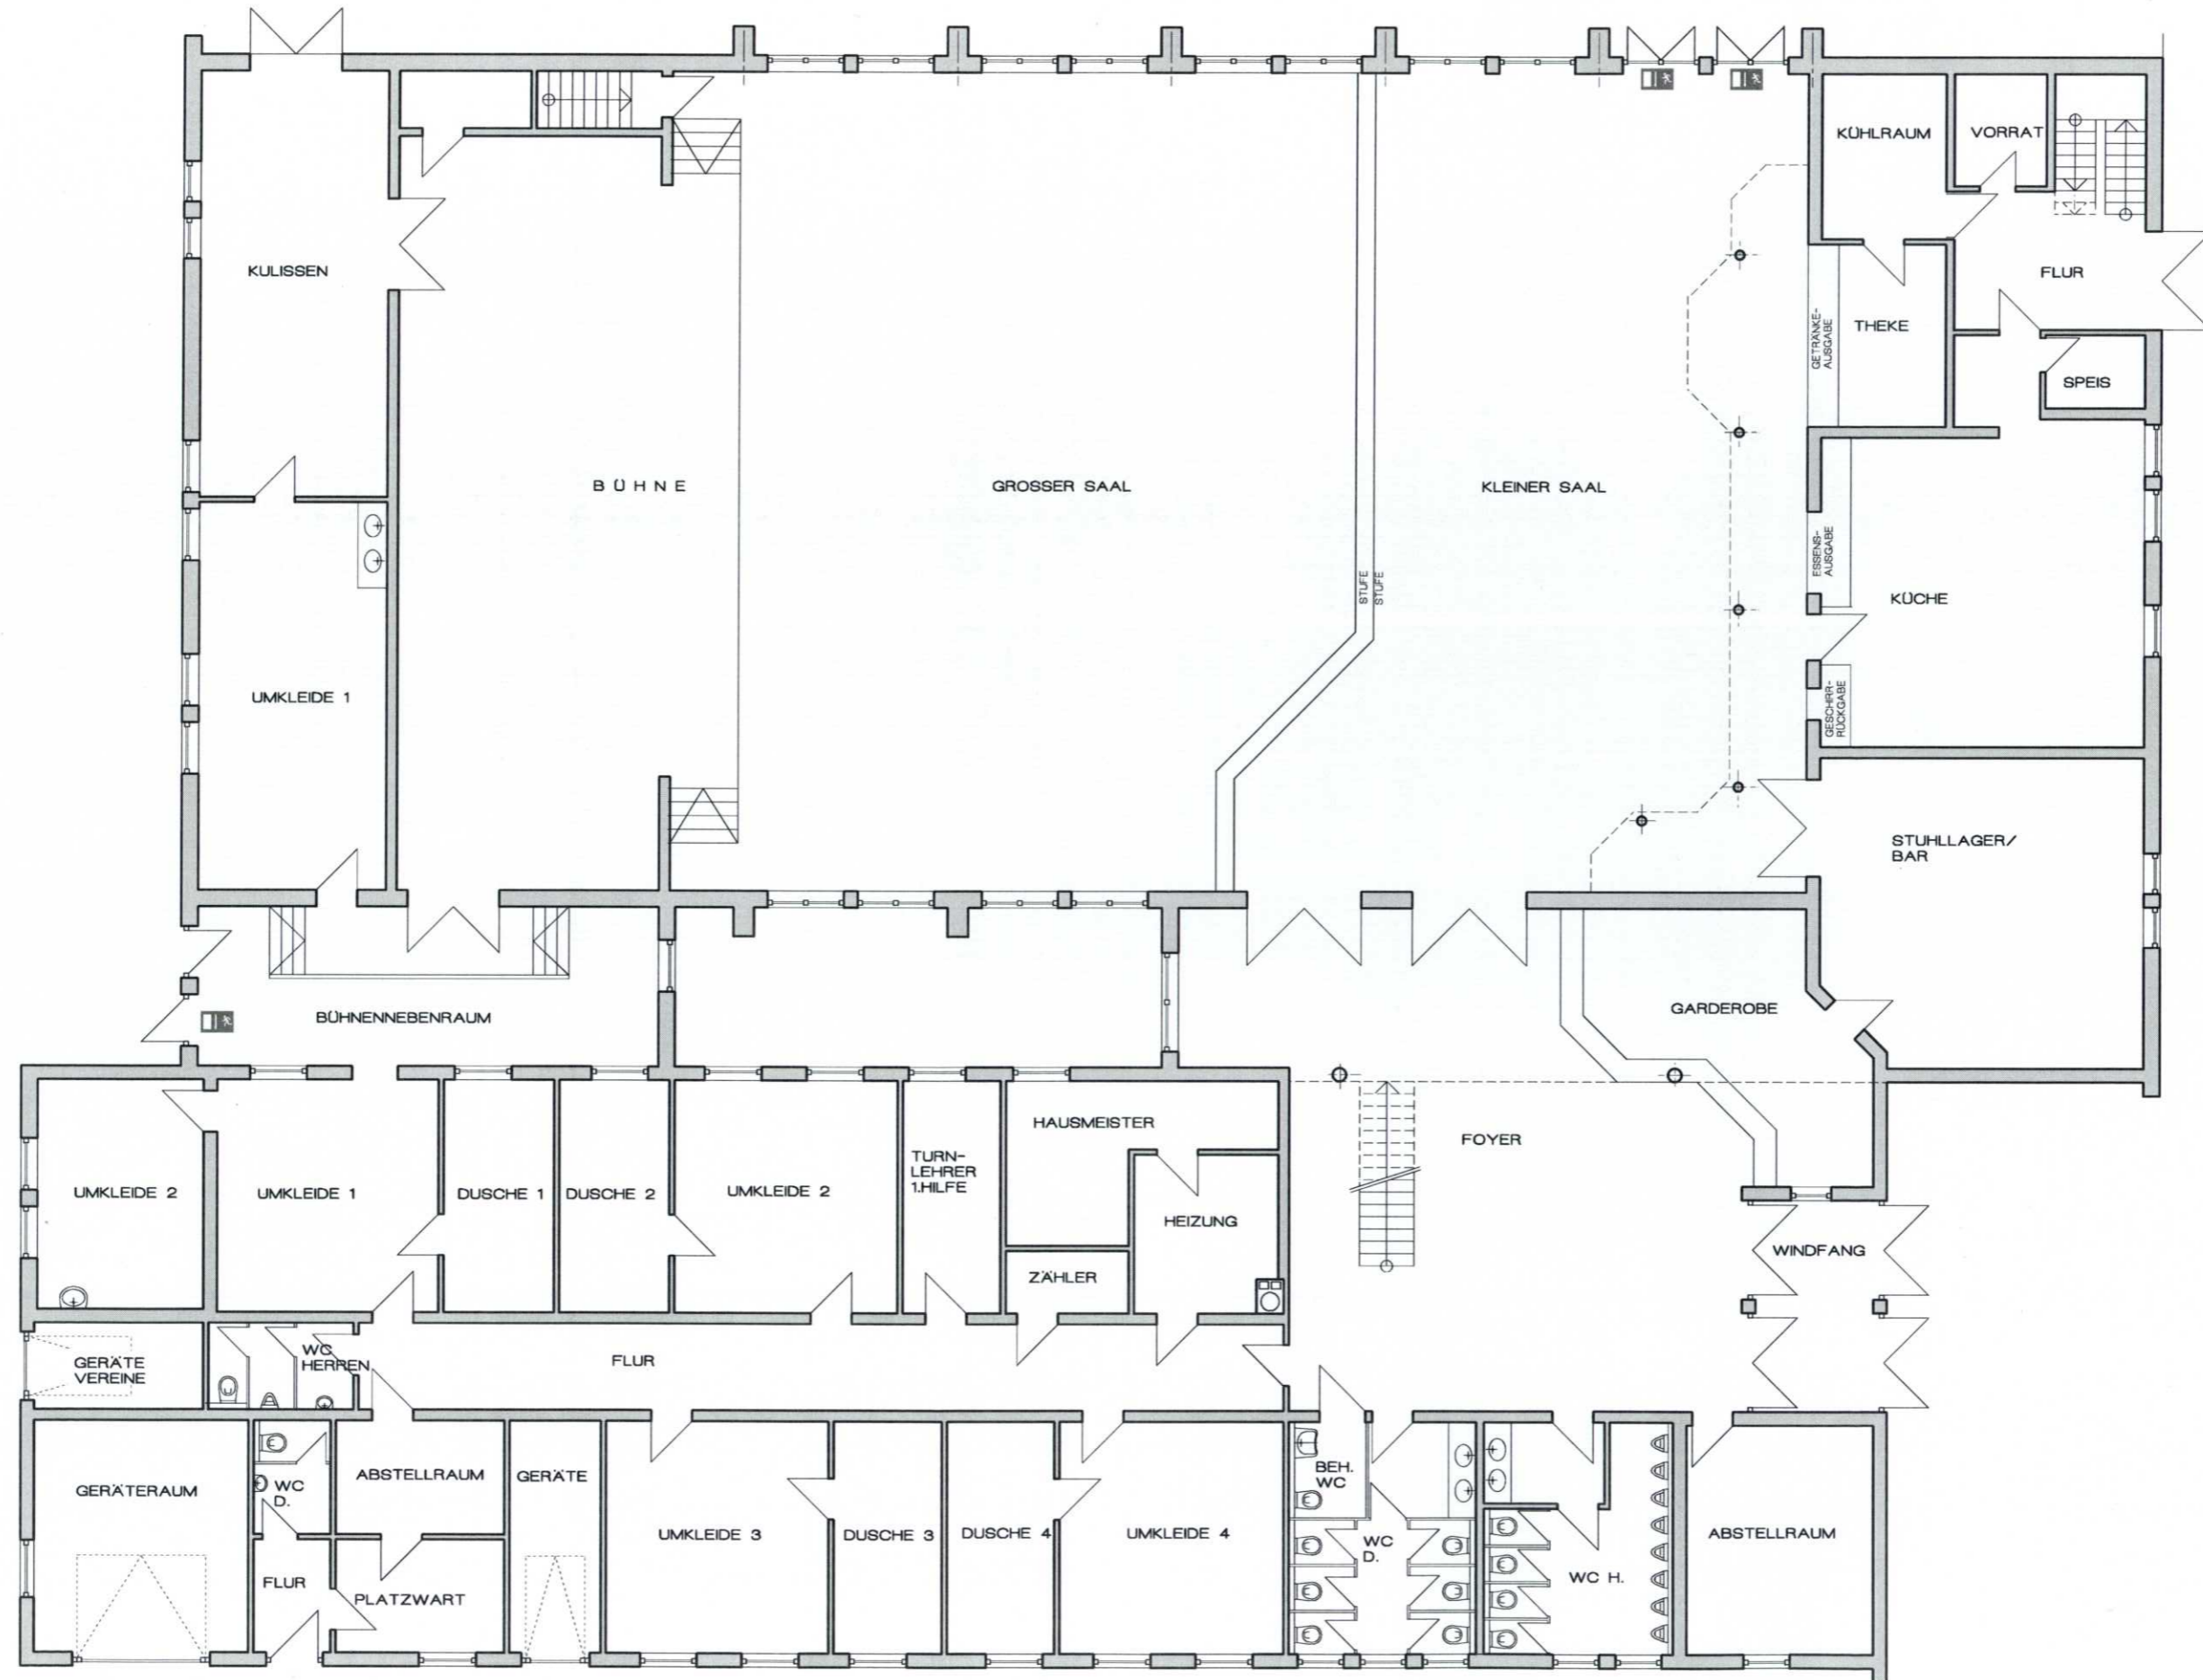 KÜHLRAUM
VORRAT
KULISSEN
FLUR
GETRÄNKE-
AUSGABE
THEKE
SPEIS
BÜHNE
GROSSER SAAL
KLEINER SAAL
ESSENS-
AUSGABE
STUFE
STUFE
KÜCHE
UMKLEIDE 1
GESCHIRR-
RÜCKGABE
STUHLLAGER/
BAR
BÜHNENNEBENRAUM
GARDEROBE
HAUSMEISTER
FOYER
TURN-
LEHRER
1.HILFE
UMKLEIDE 2
UMKLEIDE 1
DUSCHE 1
DUSCHE 2
UMKLEIDE 2
HEIZUNG
WINDFANG
ZÄHLER
GERÄTE
VEREINE
WC
HERREN
FLUR
GERÄTERAUM
WC
D.
ABSTELLRAUM
GERÄTE
BEH.
WC
UMKLEIDE 3
DUSCHE 3
DUSCHE 4
UMKLEIDE 4
WC
D.
WC H.
ABSTELLRAUM
FLUR
PLATZWART